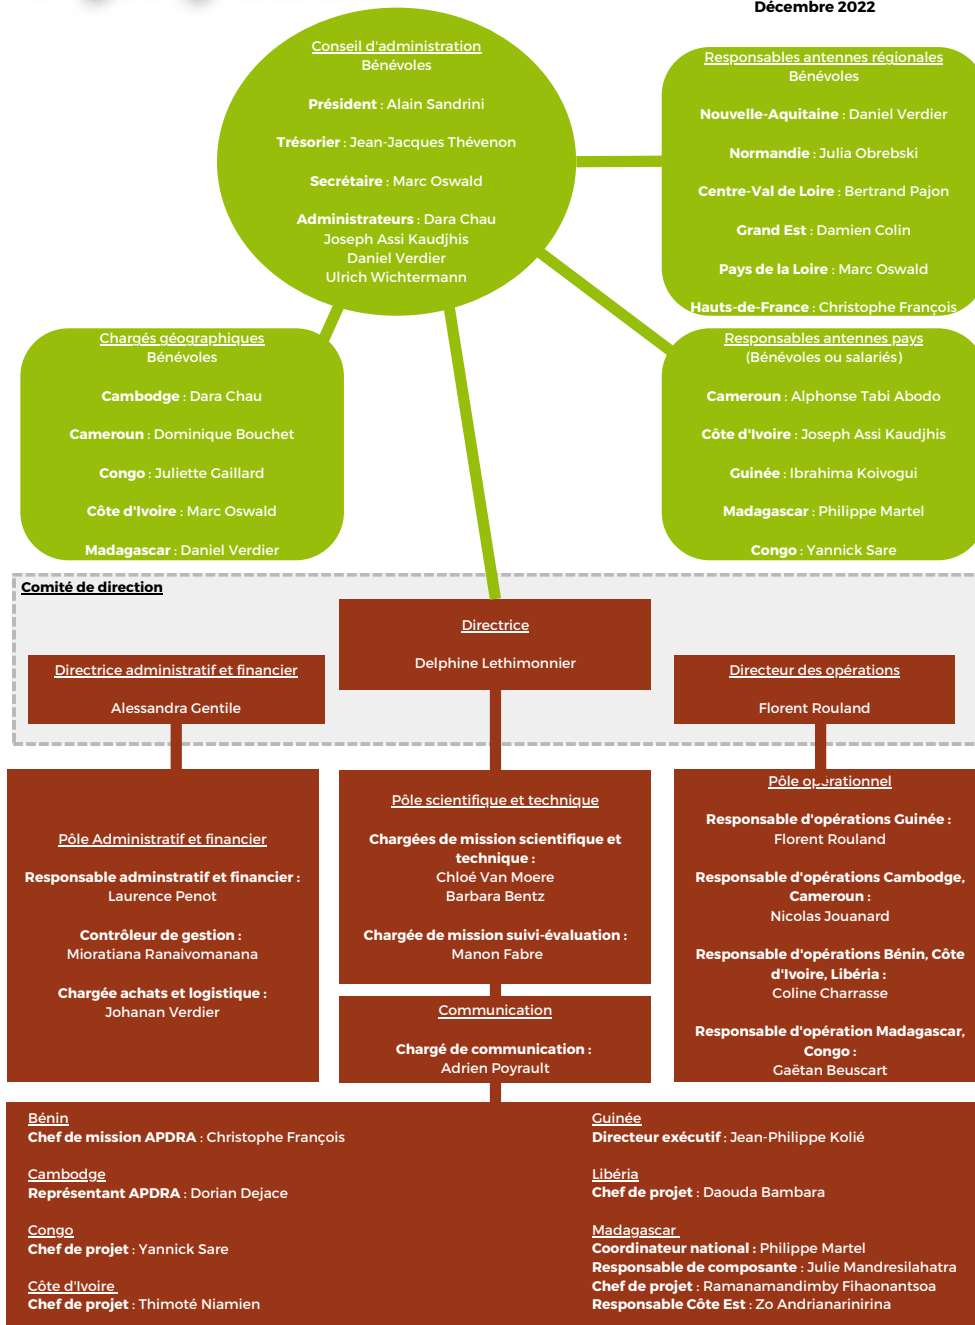 Décembre 2022
Conseil d'administration
Bénévoles
Président : Alain Sandrini
Trésorier : Jean-Jacques Thévenon
Secrétaire : Marc Oswald
Administrateurs : Dara Chau
Joseph Assi Kaudjhis
Daniel Verdier
Ulrich Wichtermann
Responsables antennes régionales
Bénévoles
Nouvelle-Aquitaine : Daniel Verdier
Normandie : Julia Obrebski
Centre-Val de Loire : Bertrand Pajon
Grand Est : Damien Colin
Pays de la Loire : Marc Oswald
Hauts-de-France : Christophe François
Chargés géographiques
Bénévoles
Cambodge : Dara Chau
Cameroun : Dominique Bouchet
Congo : Juliette Gaillard
Côte d'Ivoire : Marc Oswald
Madagascar : Daniel Verdier
Responsables antennes pays
(Bénévoles ou salariés)
Cameroun : Alphonse Tabi Abodo
Côte d'Ivoire : Joseph Assi Kaudjhis
Guinée : Ibrahima Koivogui
Madagascar : Philippe Martel
Congo : Yannick Sare
Comité de direction
Directrice
Delphine Lethimonnier
Directrice administratif et financier
Alessandra Gentile
Directeur des opérations
Florent Rouland
Pôle Administratif et financier
Responsable adminstratif et financier :
Laurence Penot
Contrôleur de gestion :
Mioratiana Ranaivomanana
Chargée achats et logistique :
Johanan Verdier
Pôle scientifique et technique
Chargées de mission scientifique et
technique :
Chloé Van Moere
Barbara Bentz
Chargée de mission suivi-évaluation :
Manon Fabre
Communication
Chargé de communication :
Adrien Poyrault
Pôle opérationnel
Responsable d'opérations Guinée :
Florent Rouland
Responsable d'opérations Cambodge,
Cameroun :
Nicolas Jouanard
Responsable d'opérations Bénin, Côte
d'Ivoire, Libéria :
Coline Charrasse
Responsable d'opération Madagascar,
Congo :
Gaëtan Beuscart
Bénin
Chef de mission APDRA : Christophe François
Cambodge
Représentant APDRA : Dorian Dejace
Congo
Chef de projet : Yannick Sare
Côte d'Ivoire
Chef de projet : Thimoté Niamien
Guinée
Directeur exécutif : Jean-Philippe Kolié
Libéria
Chef de projet : Daouda Bambara
Madagascar
Coordinateur national : Philippe Martel
Responsable de composante : Julie Mandresilahatra
Chef de projet : Ramanamandimby Fihaonantsoa
Responsable Côte Est : Zo Andrianarinirina